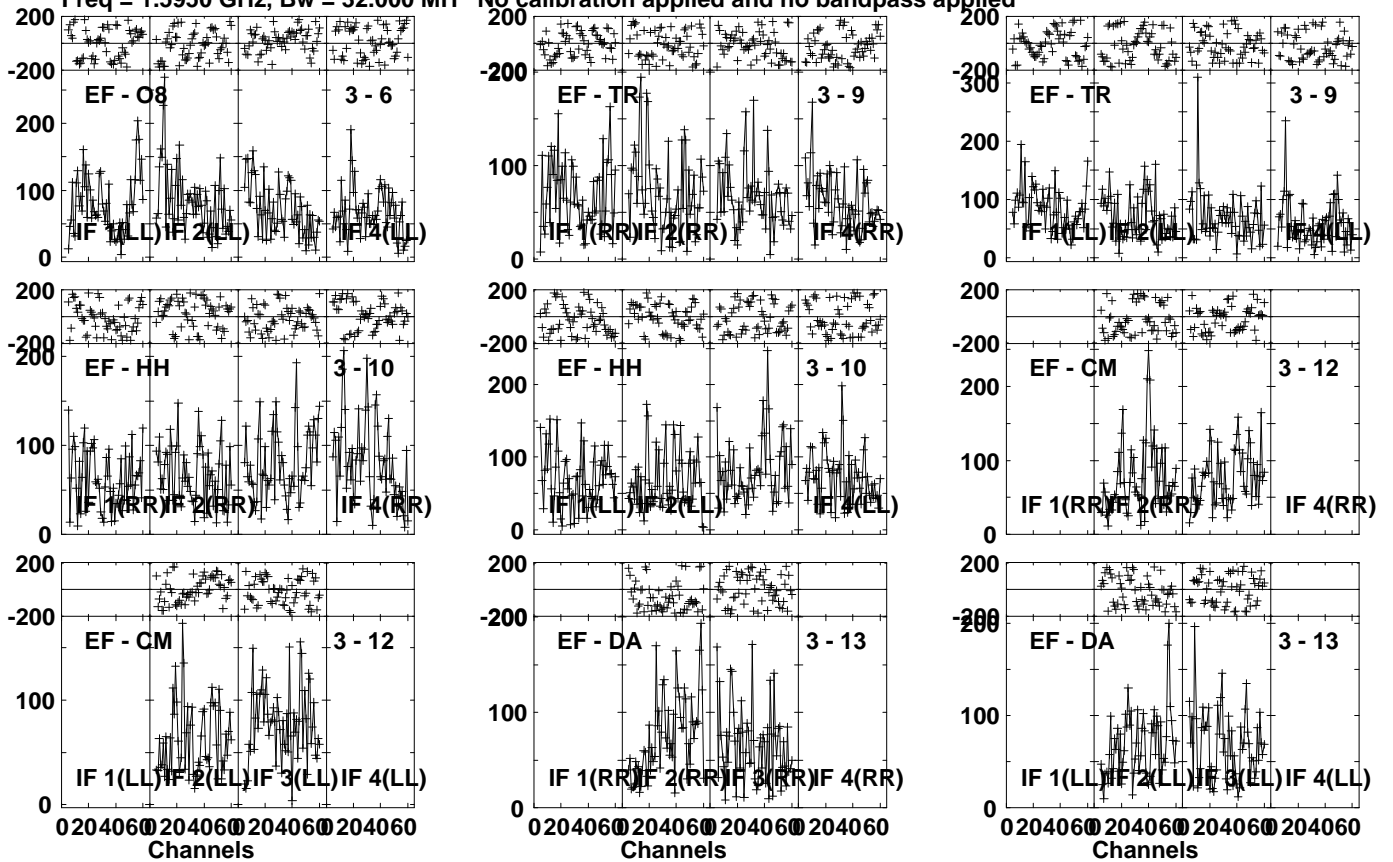 Freq = 1.5950 GHz, Bw = 32.000 MH No calibration applied and no bandpass applied
200 200 200
-200 -200 -200
EF - O8 3 - 6 EF - TR 3 - 9 EF - TR 3 - 9
300
200 200 200
100 100 100
IF 1(LL) IF 2(LL) IF 4(LL) IF 1(RR) IF 2(RR) IF 4(RR) IF 1(LL) IF 2(LL) IF 4(LL)
0 0 0
200 200 200
-200 -200 -200
200
EF - HH 3 - 10 EF - HH 3 - 10 EF - CM 3 - 12
200 200
100 100 100
IF 1(RR) IF 2(RR) IF 4(RR) IF 1(LL) IF 2(LL) IF 4(LL) IF 1(RR) IF 2(RR) IF 4(RR)
0 0 0
200 200 200
-200 -200 -200
200
EF - CM 3 - 12 EF - DA 3 - 13 EF - DA 3 - 13
100 100 100
IF 1(LL) IF 2(LL) IF 3(LL) IF 4(LL) IF 1(RR) IF 2(RR) IF 3(RR) IF 4(RR) IF 1(LL) IF 2(LL) IF 3(LL) IF 4(LL)
0 0 0
0 20 40 60 0 20 40 60 0 20 40 60
Channels Channels Channels